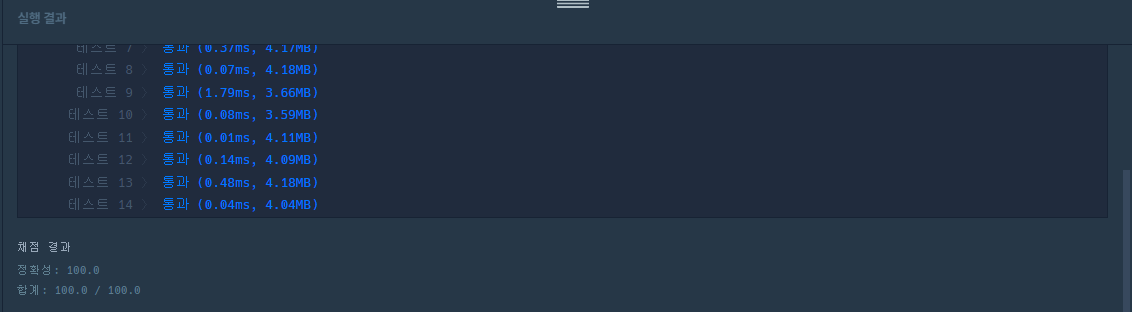 실행 결과
테스트 7 〉 통과 (0.37ms, 4.17MB)
테스트 8 〉 통과 (0.07ms, 4.18MB)
테스트 9 〉 통과 (1.79ms, 3.66MB)
테스트 10 〉 통과 (0.08ms, 3.59MB)
테스트 11 〉 통과 (0.01ms, 4.11MB)
테스트 12 〉 통과 (0.14ms, 4.09MB)
테스트 13 〉 통과 (0.48ms, 4.18MB)
테스트 14 〉 통과 (0.04ms, 4.04MB)
채점 결과
정확성: 100.0
합계: 100.0 / 100.0